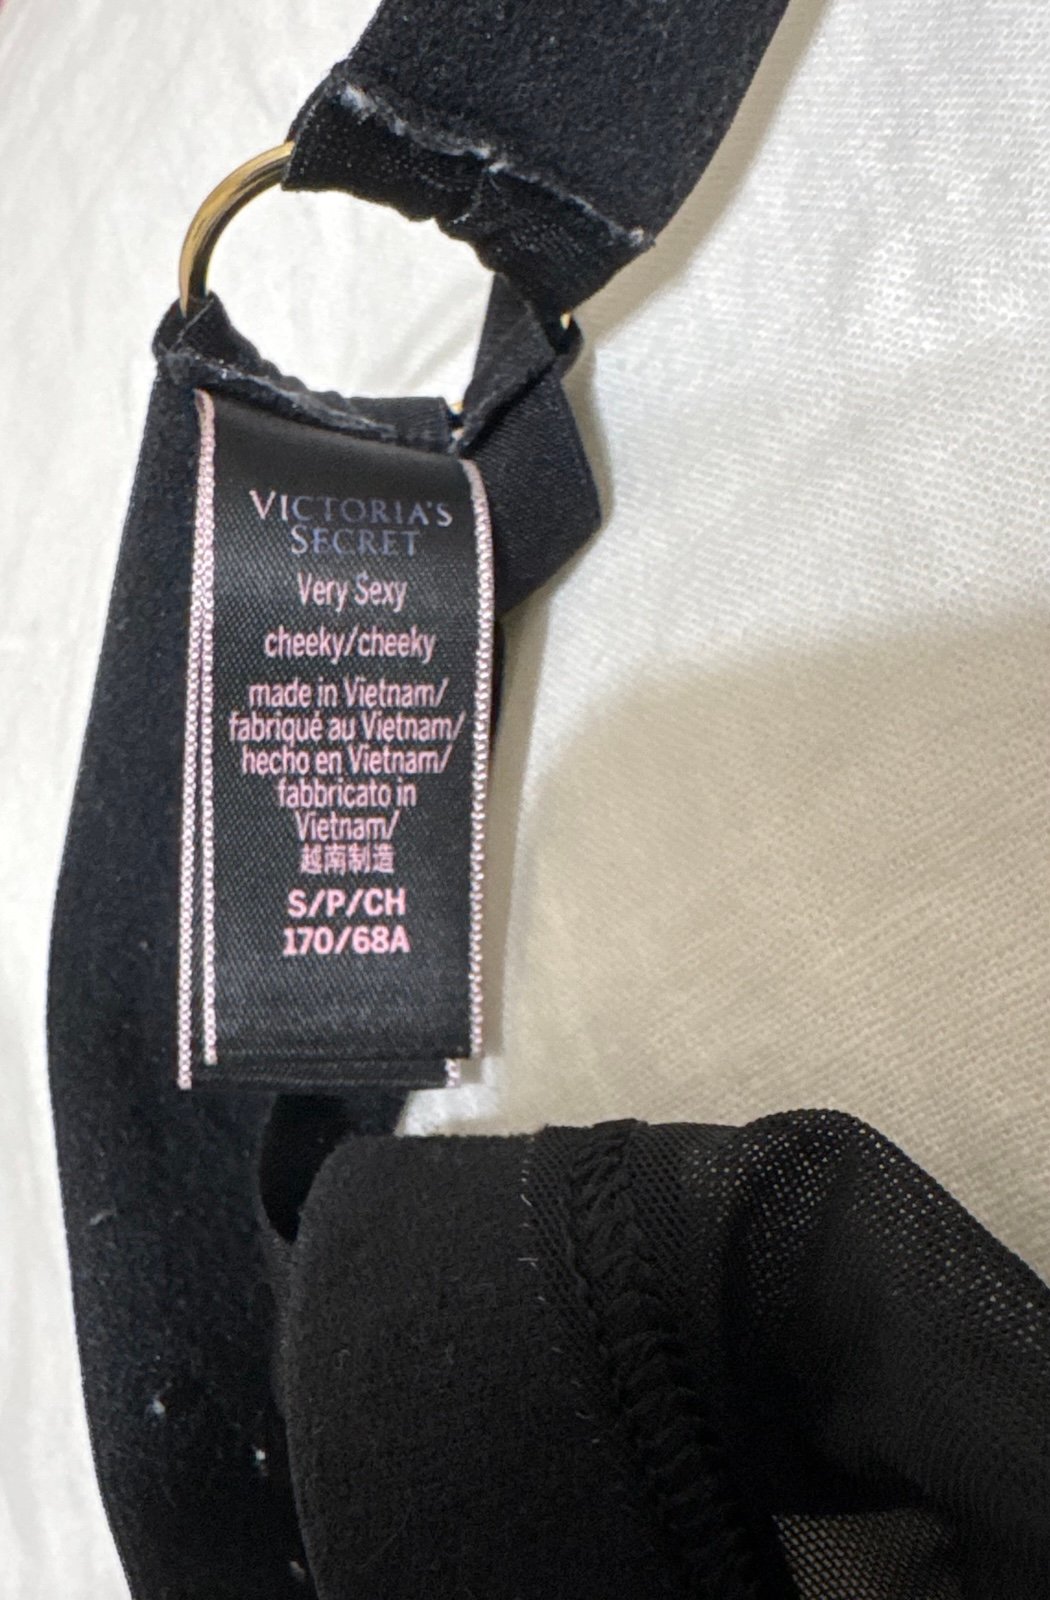 VICTORIA'S
SECRET
Very Sexy
cheeky/cheeky
made in Vietnam/
fabriqué au Vietnam/
hecho en Vietnam/
fabbricato in
Vietnam/
越南制造
S/P/CH
170/68A